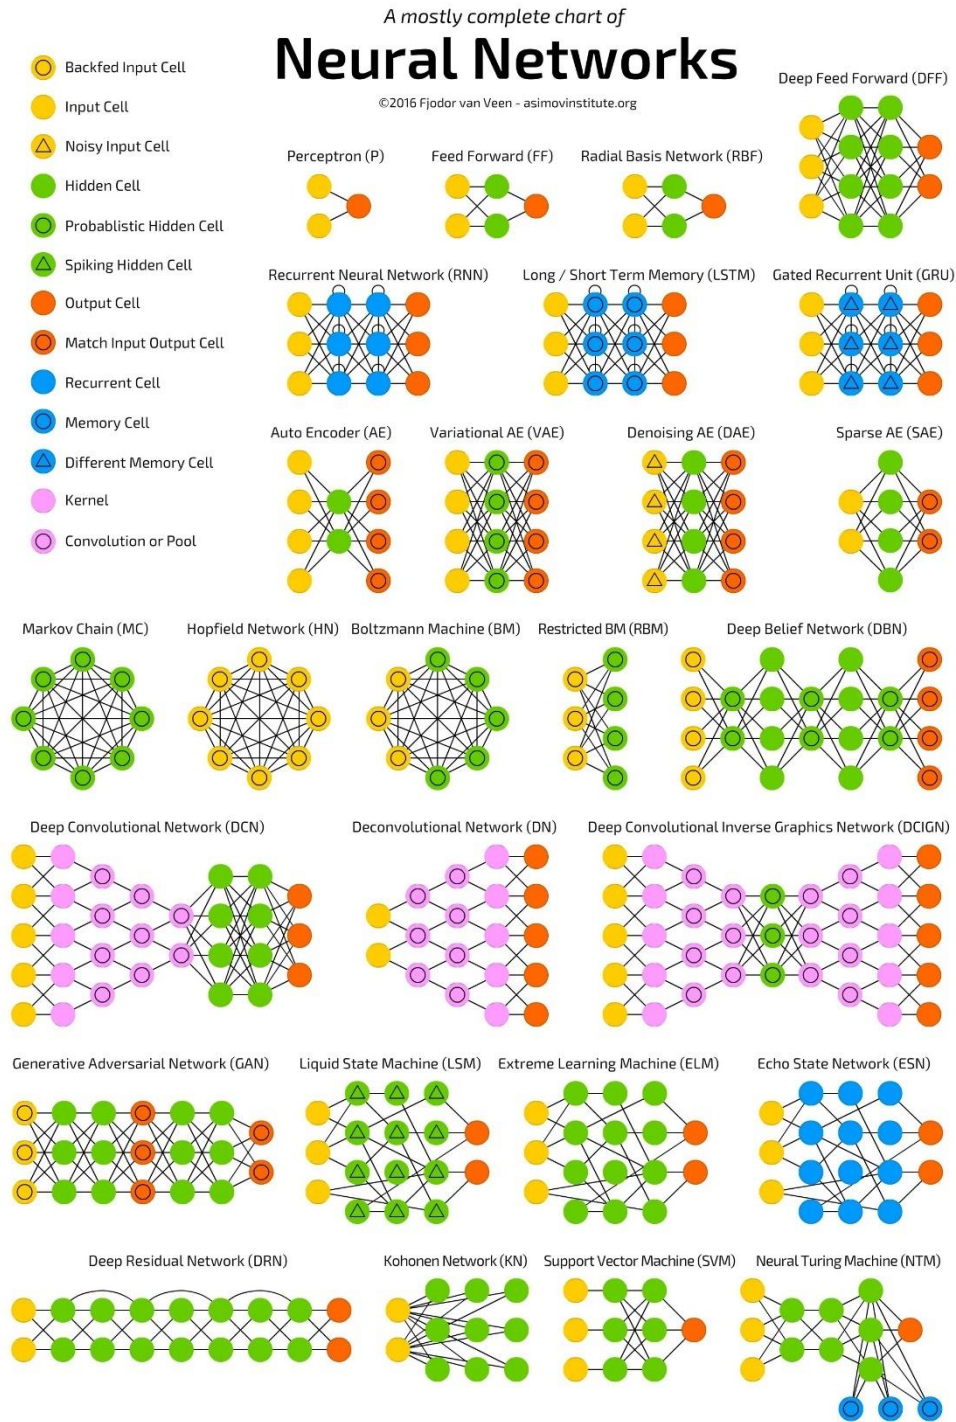 A mostly complete chart of
Neural Networks
©2016 Fjodor van Veen - asimovinstitute.org
Backfed Input Cell
Input Cell
Noisy Input Cell
Hidden Cell
Probablistic Hidden Cell
Spiking Hidden Cell
Output Cell
Match Input Output Cell
Recurrent Cell
Memory Cell
Different Memory Cell
Kernel
Convolution or Pool
Deep Feed Forward (DFF)
Perceptron (P)
Feed Forward (FF)
Radial Basis Network (RBF)
Recurrent Neural Network (RNN)
Long / Short Term Memory (LSTM)
Gated Recurrent Unit (GRU)
Auto Encoder (AE)
Variational AE (VAE)
Denoising AE (DAE)
Sparse AE (SAE)
Markov Chain (MC)
Hopfield Network (HN)
Boltzmann Machine (BM)
Restricted BM (RBM)
Deep Belief Network (DBN)
Deep Convolutional Network (DCN)
Deconvolutional Network (DN)
Deep Convolutional Inverse Graphics Network (DCIGN)
Generative Adversarial Network (GAN)
Liquid State Machine (LSM)
Extreme Learning Machine (ELM)
Echo State Network (ESN)
Deep Residual Network (DRN)
Kohonen Network (KN)
Support Vector Machine (SVM)
Neural Turing Machine (NTM)